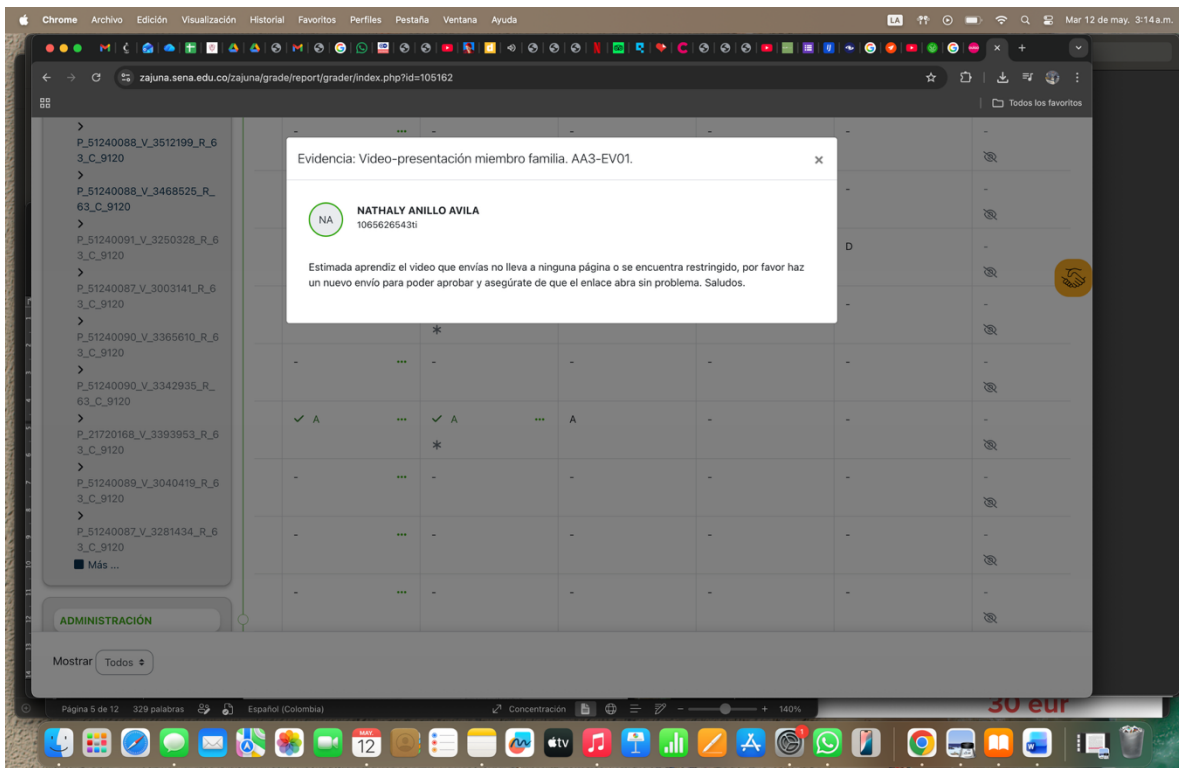 Chrome Archivo Edición Visualización Historial Favoritos Perfiles Pestaña Ventana Ayuda
LA
Mar 12 de may. 3:14 a.m.
zajuna.sena.edu.co/zajuna/grade/report/grader/index.php?id=105162
Todos los favoritos
P_51240088_V_3512199_R_6
3_C_9120
P_51240088_V_3468525_R_
63_C_9120
P_51240091_V_3250328_R_6
3_C_9120
P_51240087_V_3003141_R_6
3_C_9120
P_51240090_V_3365610_R_6
3_C_9120
P_51240090_V_3342935_R_
63_C_9120
P_21720168_V_3393953_R_6
3_C_9120
P_51240089_V_3040419_R_6
3_C_9120
P_51240087_V_3281434_R_6
3_C_9120
Más ...
ADMINISTRACIÓN
Evidencia: Video-presentación miembro familia. AA3-EV01.
NA
NATHALY ANILLO AVILA
1065626543ti
Estimada aprendiz el video que envías no lleva a ninguna página o se encuentra restringido, por favor haz
un nuevo envío para poder aprobar y asegúrate de que el enlace abra sin problema. Saludos.
D
A A A
Mostrar Todos
Página 5 de 12 329 palabras Español (Colombia) Concentración 140%
30 eur
MAY.
12
tv